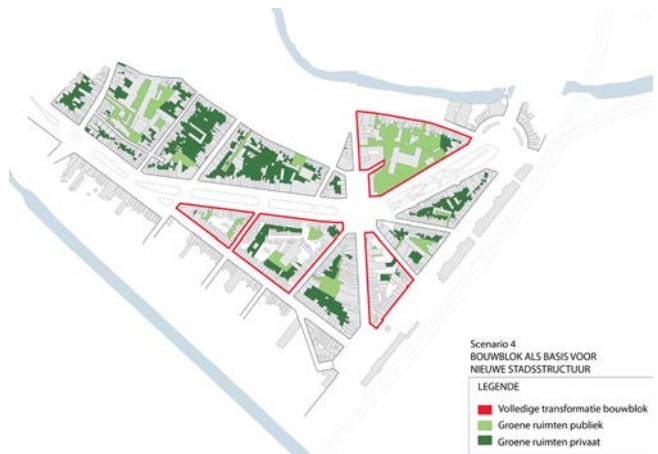 Scenario 4
BOUWBLOK ALS BASIS VOOR
NIEUWE STADSSTRUCTUUR
LEGENDE
Volledige transformatie bouwblok
Groene ruimten publiek
Groene ruimten privaat